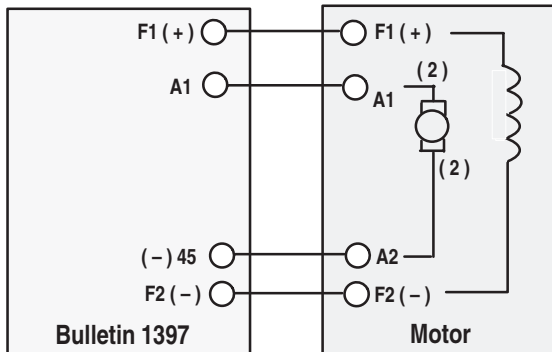 F1 ( + )
F1 ( + )
A1
A1
( 2 )
( 2 )
( – ) 45
A2
F2 ( – )
F2 ( – )
Bulletin 1397
Motor